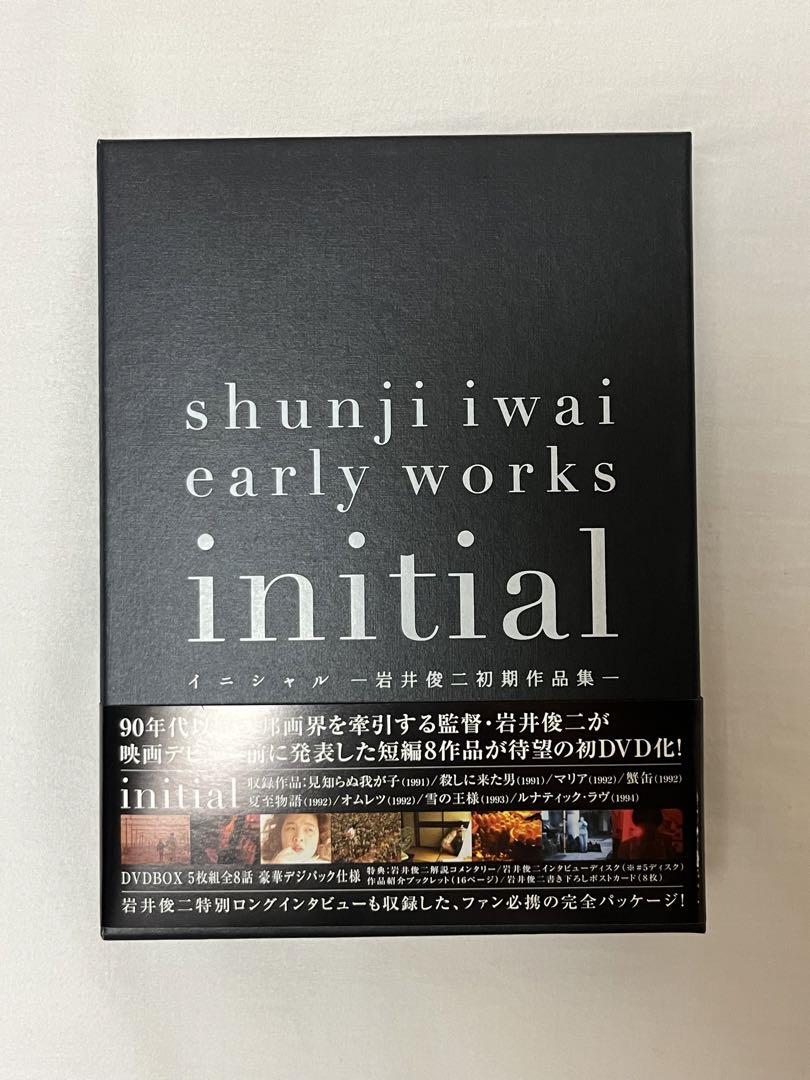 shunji iwai
early works
initial
イニシャル ―岩井俊二初期作品集―
90年代以 邦画界を牽引する監督・岩井俊二が
映画デビ 前に発表した短編8作品が待望の初DVD化!
initial
収録作品:見知らぬ我が子(1991)/殺しに来た男(1991)/マリア(1992)/蟹缶(1992)
夏至物語(1992)/オムレツ(1992)/雪の王様(1993)/ルナティック・ラヴ(1994)
DVDBOX 5枚組全8話 豪華デジパック仕様
特典:岩井俊二解説コメンタリー/岩井俊二インタビューディスク(※#5ディスク)
作品紹介ブックレット(16ページ)/岩井俊二書き下ろしポストカード(8枚)
岩井俊二特別ロングインタビューも収録した、ファン必携の完全パッケージ!